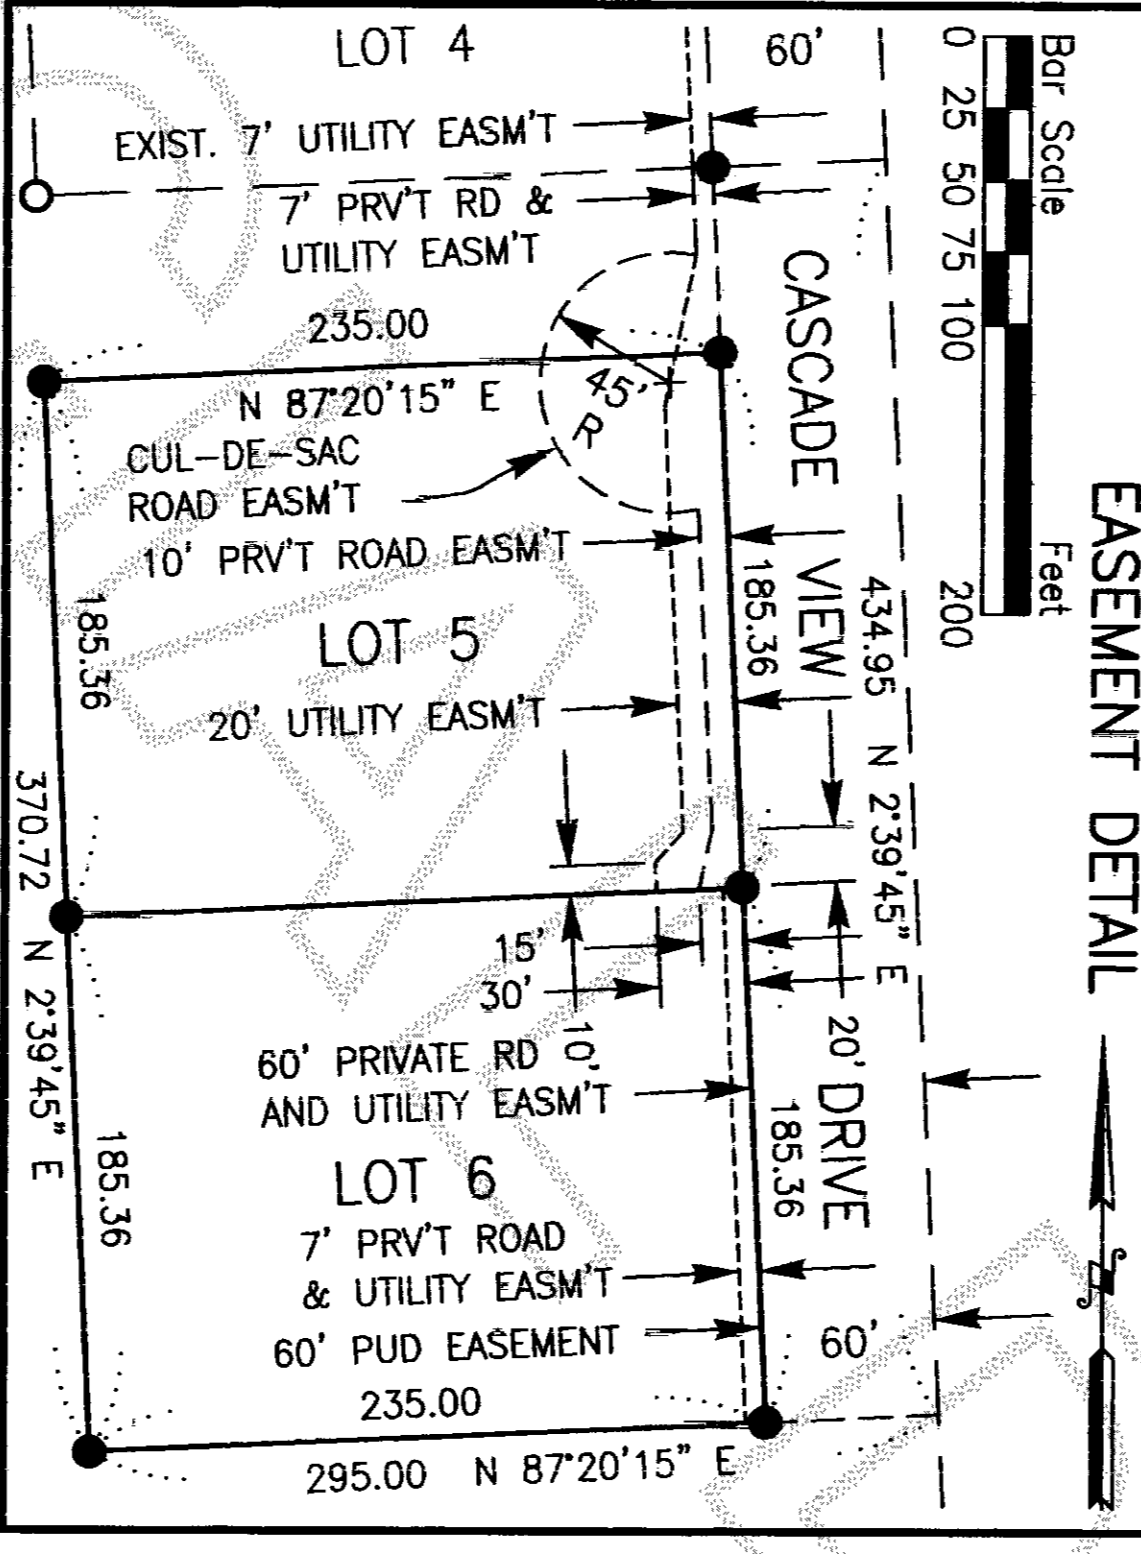 EASEMENT DETAIL
Bar Scale
Feet
0 25 50 75 100 200
LOT 4
60'
EXIST. 7' UTILITY EASM'T
7' PRV'T RD &
UTILITY EASM'T
235.00
N 87°20'15" E
45'
R
CASCADE VIEW DRIVE
CUL-DE-SAC
ROAD EASM'T
10' PRV'T ROAD EASM'T
185.36
185.36
434.95 N 2°39'45" E
LOT 5
20' UTILITY EASM'T
370.72 N 2°39'45" E
15'
30'
10'
20'
60' PRIVATE RD
AND UTILITY EASM'T
185.36
185.36
LOT 6
7' PRV'T ROAD
& UTILITY EASM'T
60' PUD EASEMENT
60'
235.00
295.00 N 87°20'15" E